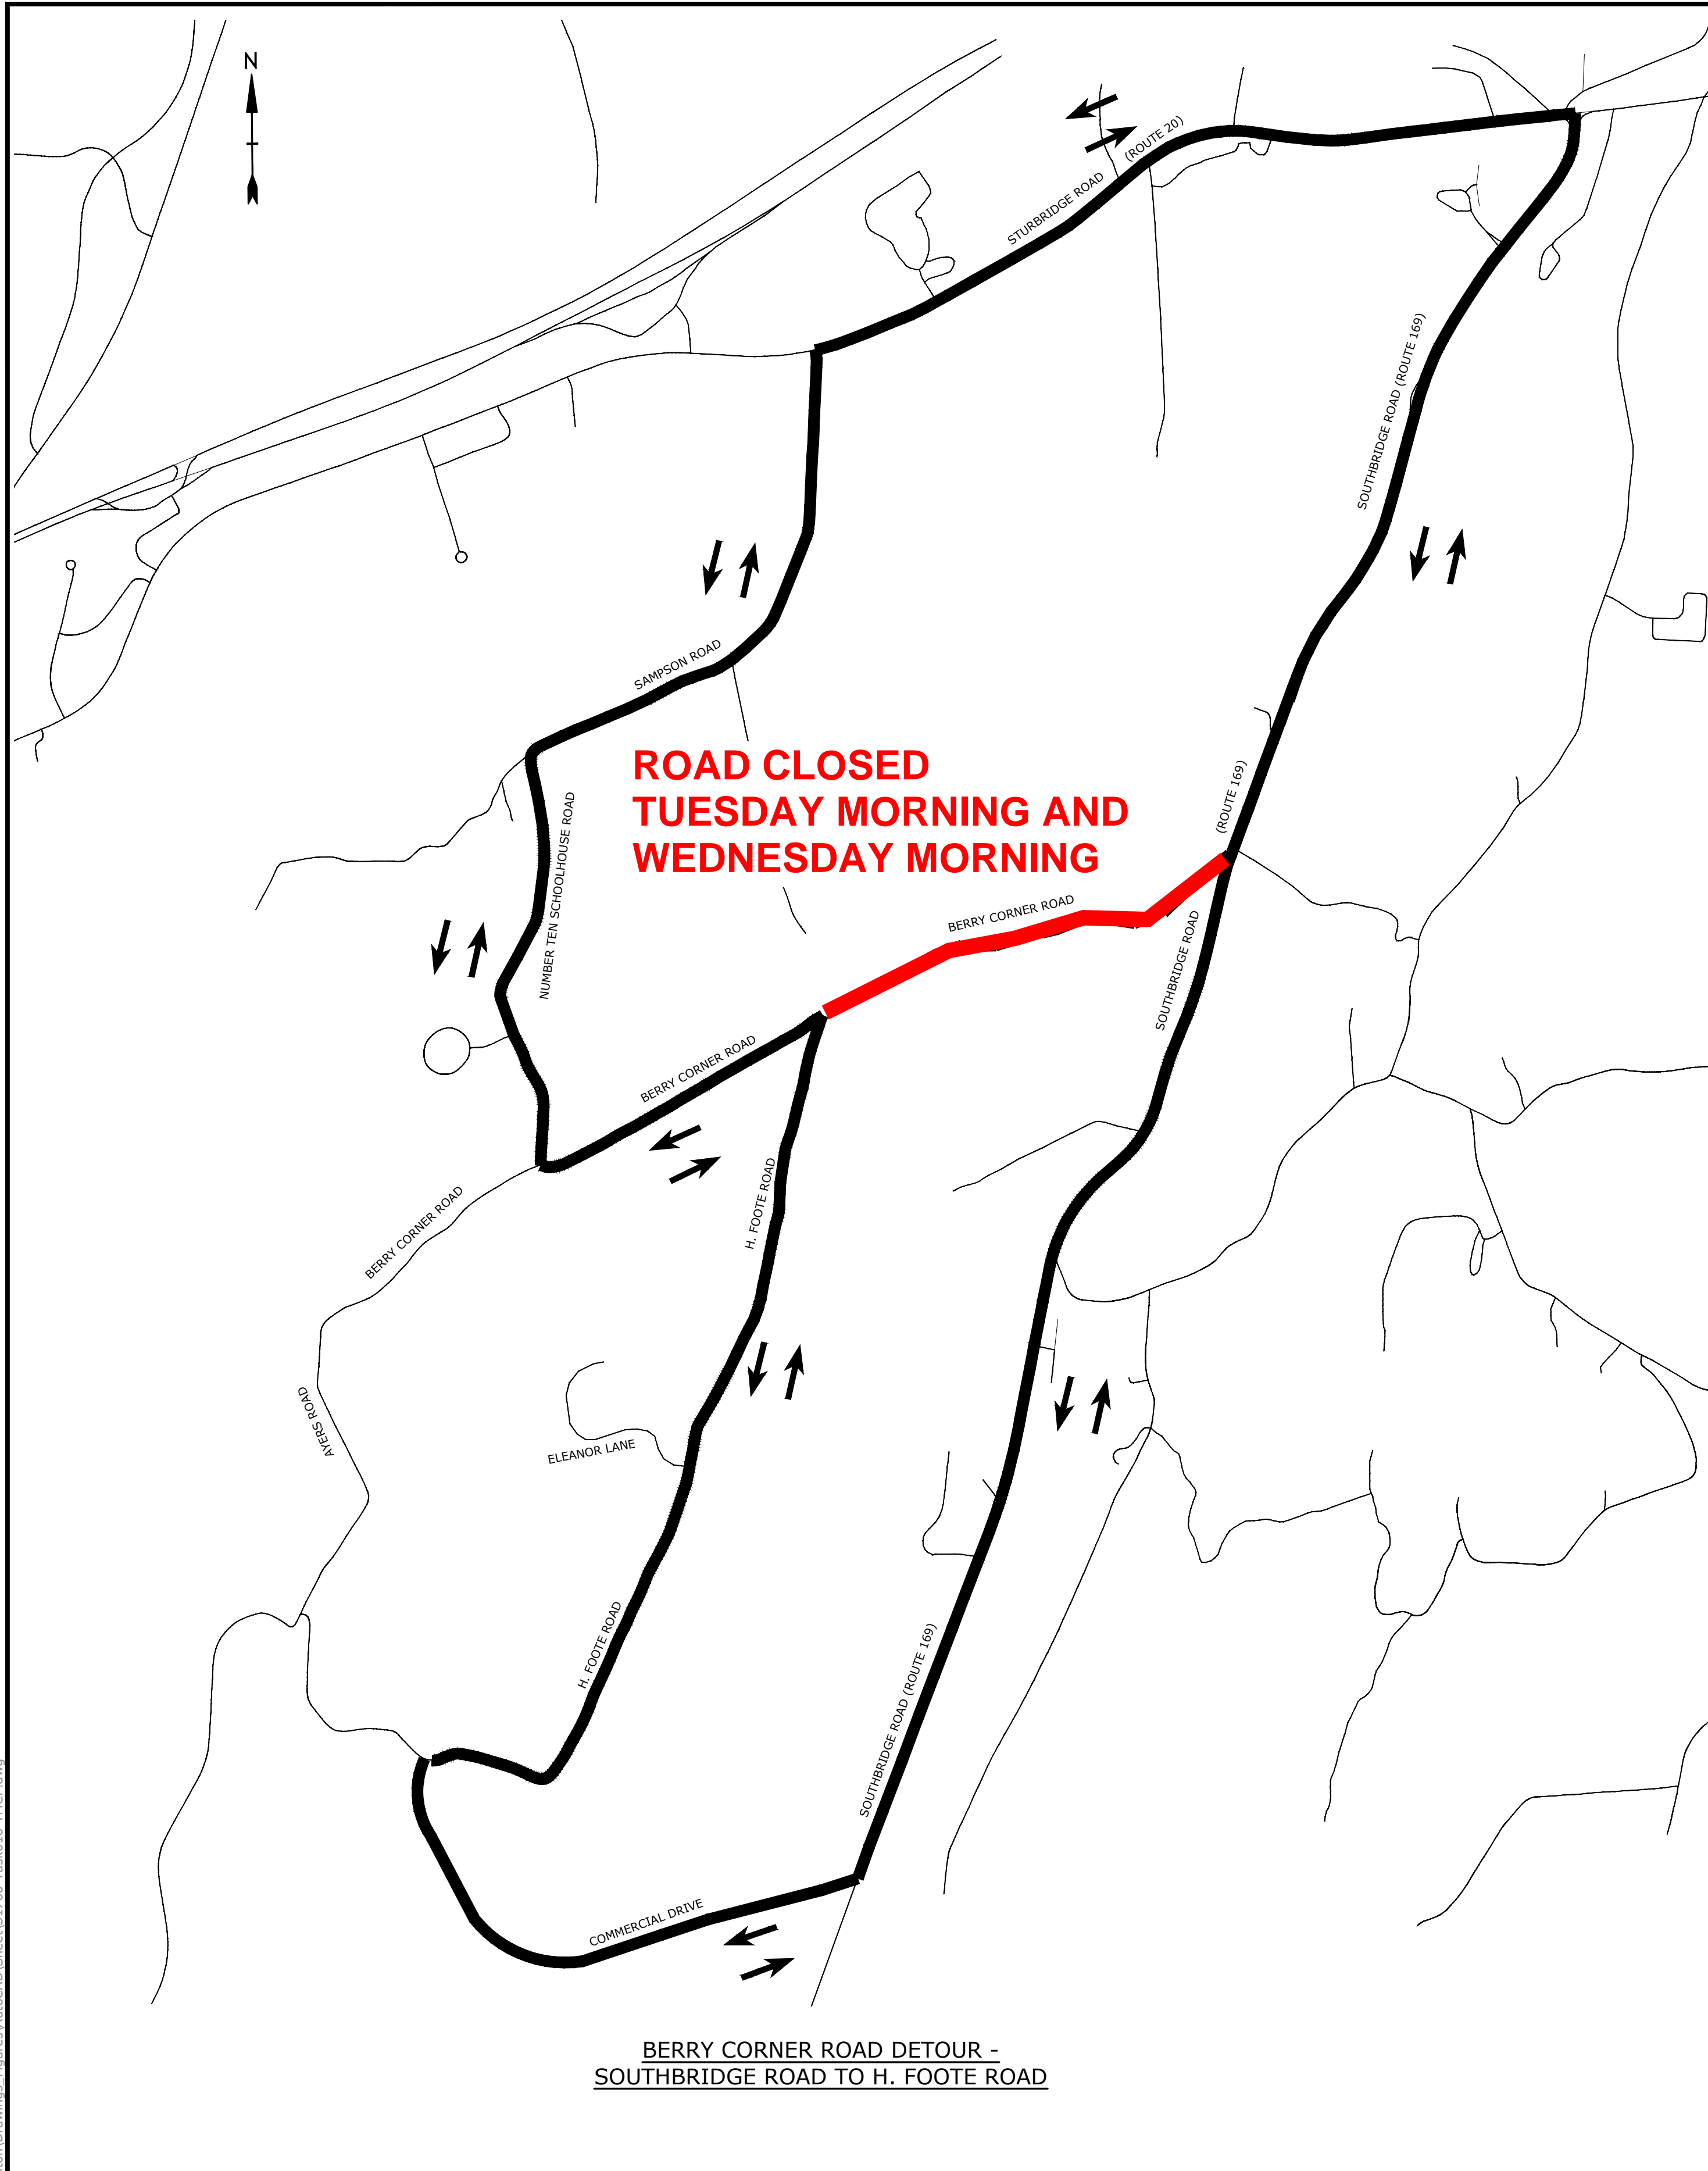 N
(ROUTE 20)
STURBRIDGE ROAD
SOUTHBRIDGE ROAD (ROUTE 169)
SAMPSON ROAD
ROAD CLOSED
TUESDAY MORNING AND
WEDNESDAY MORNING
(ROUTE 169)
NUMBER TEN SCHOOLHOUSE ROAD
BERRY CORNER ROAD
SOUTHBRIDGE ROAD
BERRY CORNER ROAD
H. FOOTE ROAD
BERRY CORNER ROAD
AYERS ROAD
ELEANOR LANE
H. FOOTE ROAD
SOUTHBRIDGE ROAD (ROUTE 169)
COMMERCIAL DRIVE
BERRY CORNER ROAD DETOUR -
SOUTHBRIDGE ROAD TO H. FOOTE ROAD